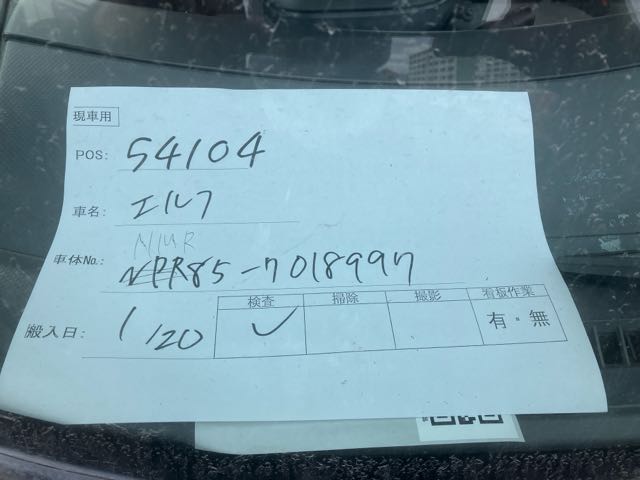 現車用
POS: 54104
車名: エルフ
NMR
車体No.: NPR85-7018997
搬入日: 1/20
検査 掃除 撮影 看板作業
✓ 有・無